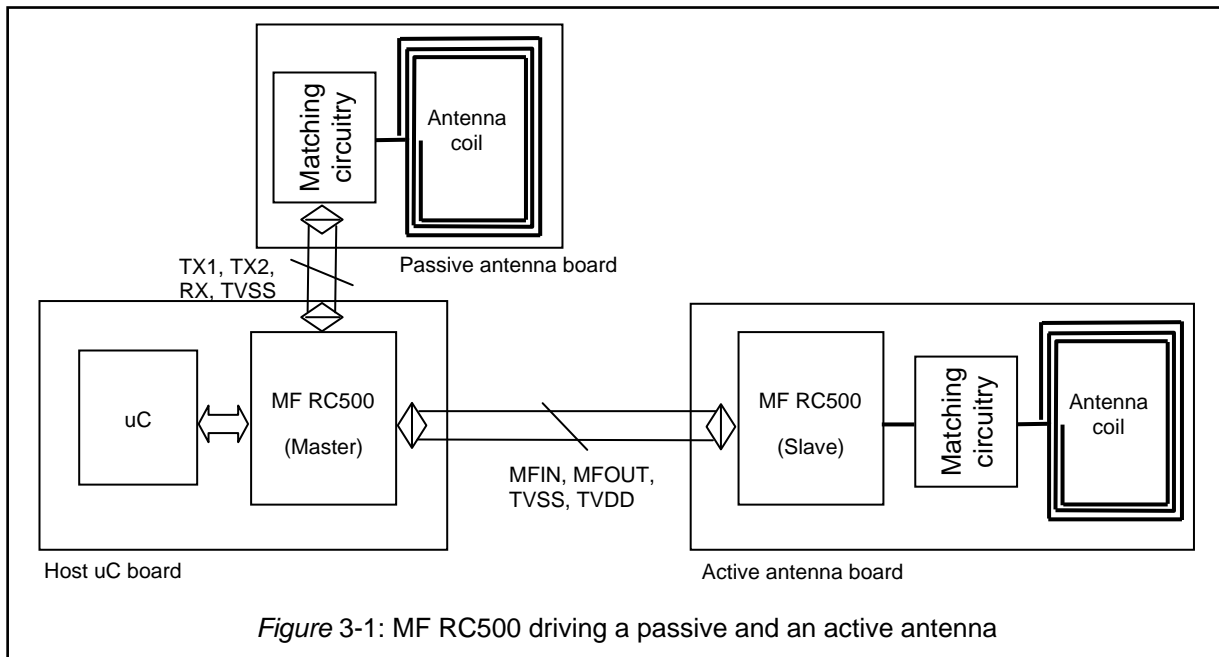 Matching
circuitry
Antenna
coil
Passive antenna board
TX1, TX2,
RX, TVSS
uC
MF RC500
(Master)
MFIN, MFOUT,
TVSS, TVDD
MF RC500
(Slave)
Matching
circuitry
Antenna
coil
Host uC board
Active antenna board
Figure 3-1: MF RC500 driving a passive and an active antenna